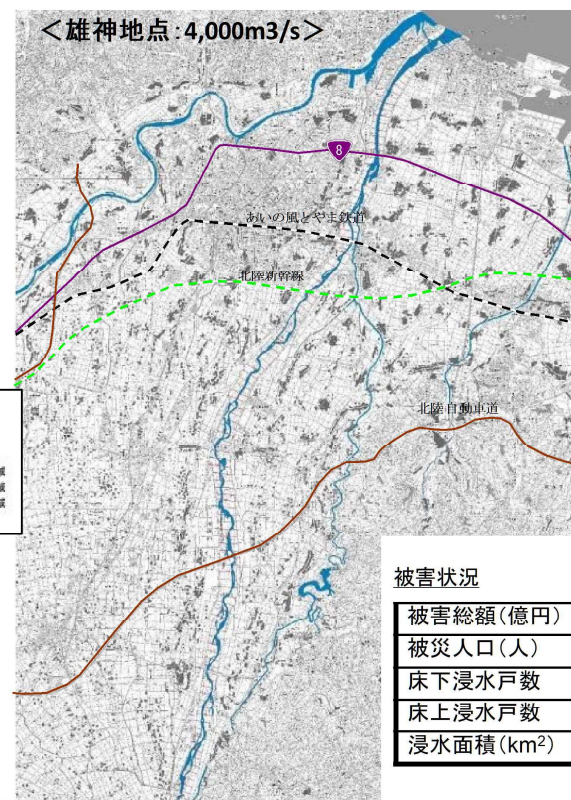 <雄神地点:4,000m3/s>
8
あいの風とやま鉄道
北陸新幹線
北陸自動車道
被害状況
被害総額(億円)
被災人口(人)
床下浸水戸数
床上浸水戸数
浸水面積(km²)